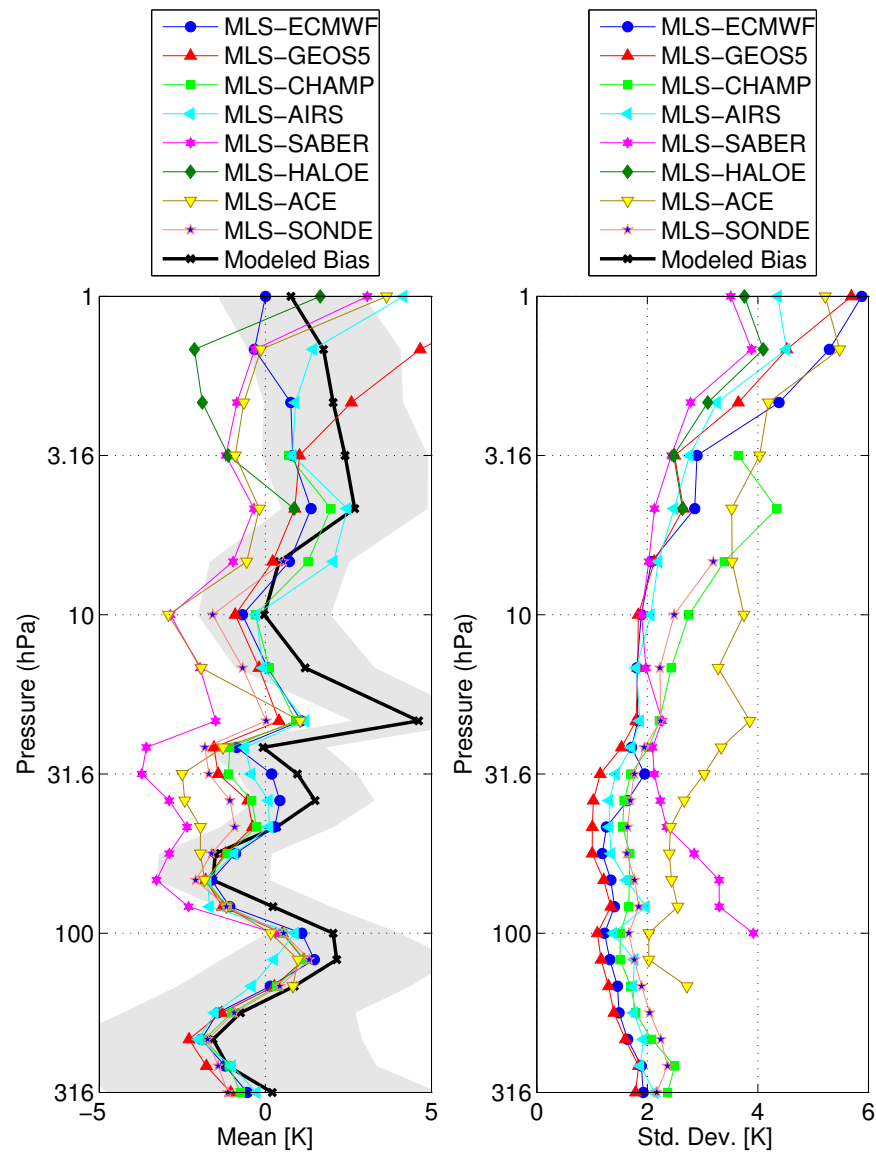 MLS−ECMWF
MLS−GEOS5
MLS−CHAMP
MLS−AIRS
MLS−SABER
MLS−HALOE
MLS−ACE
MLS−SONDE
Modeled Bias
MLS−ECMWF
MLS−GEOS5
MLS−CHAMP
MLS−AIRS
MLS−SABER
MLS−HALOE
MLS−ACE
MLS−SONDE
Modeled Bias
1
3.16
10
31.6
100
316
Pressure (hPa)
−5
0
5
Mean [K]
1
3.16
10
31.6
100
316
Pressure (hPa)
0
2
4
6
Std. Dev. [K]